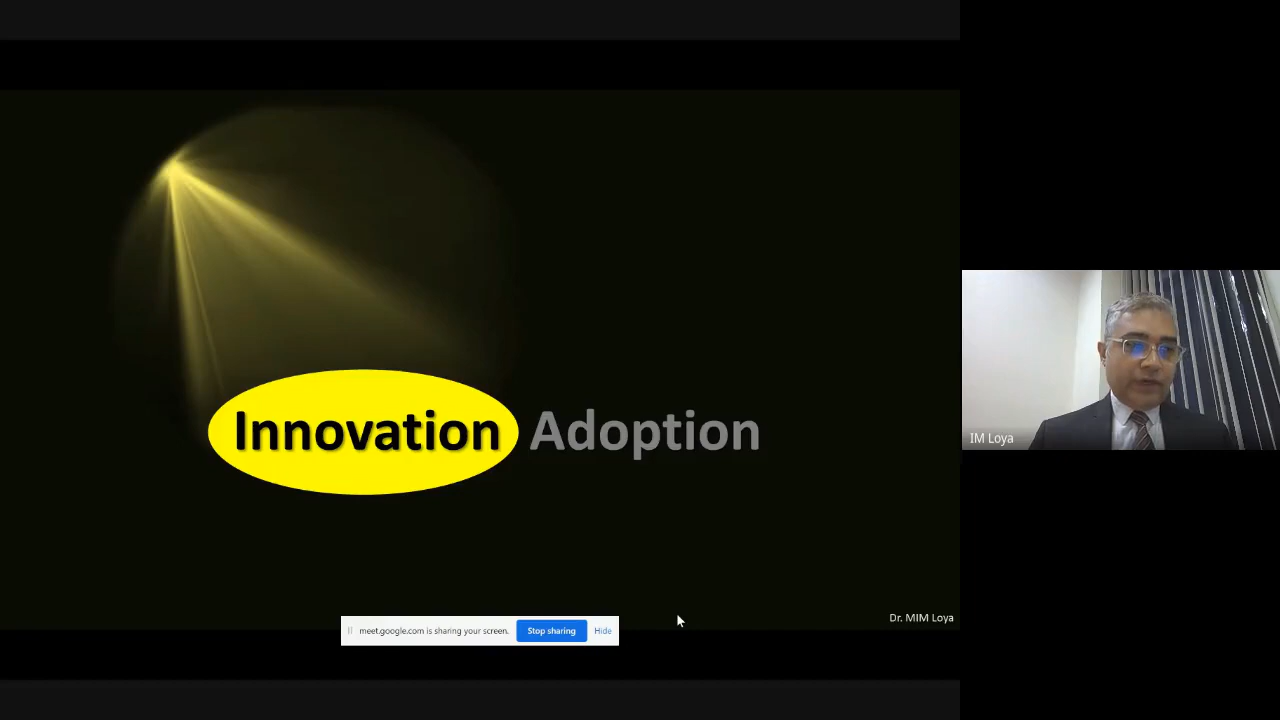 Innovation Adoption
IM Loya
Dr. MIM Loya
meet.google.com is sharing your screen. Stop sharing Hide